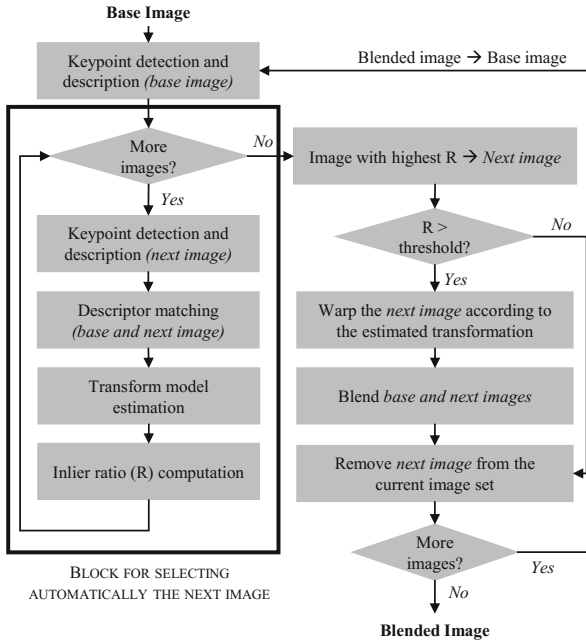 Base Image
Keypoint detection and
description (base image)
Blended image → Base image
More
images?
No
Yes
Keypoint detection and
description (next image)
Descriptor matching
(base and next image)
Transform model
estimation
Inlier ratio (R) computation
BLOCK FOR SELECTING
AUTOMATICALLY THE NEXT IMAGE
Image with highest R → Next image
R >
threshold?
No
Yes
Warp the next image according to
the estimated transformation
Blend base and next images
Remove next image from the
current image set
More
images?
Yes
No
Blended Image